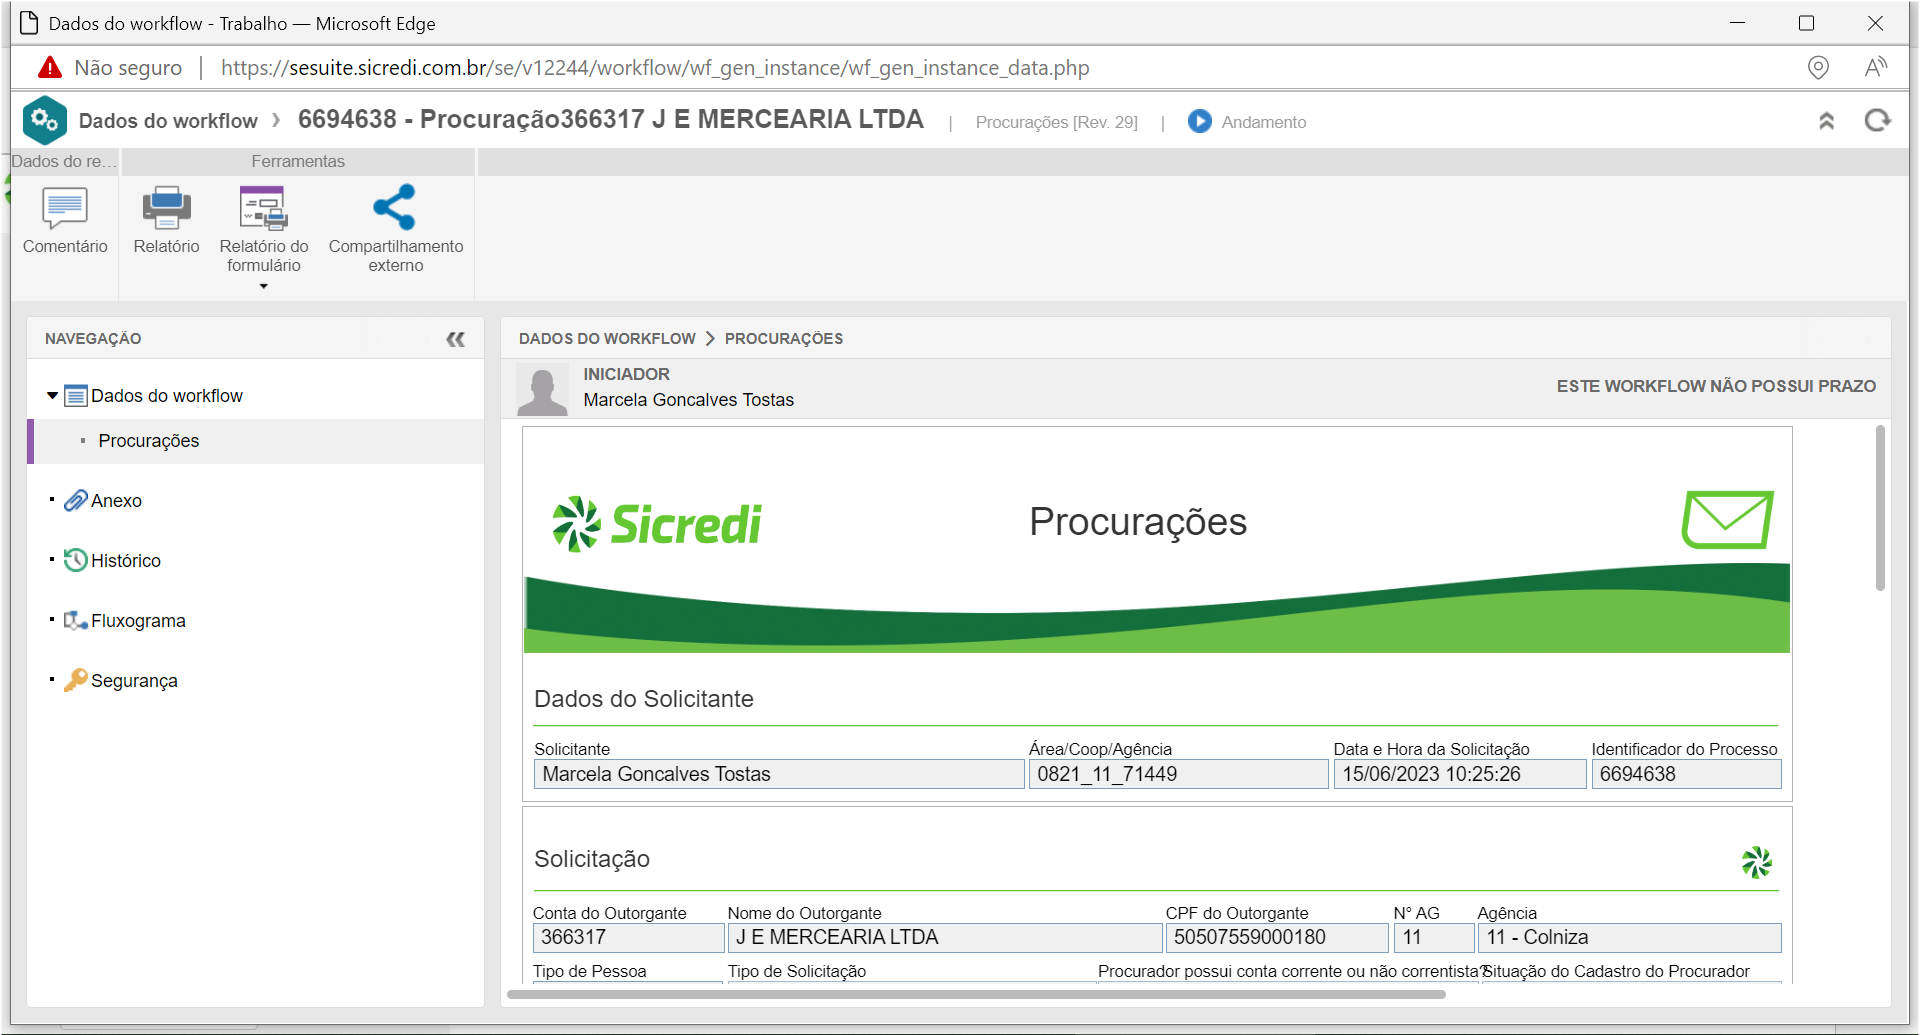 Dados do workflow - Trabalho — Microsoft Edge
Não seguro | https://sesuite.sicredi.com.br/se/v12244/workflow/wf_gen_instance/wf_gen_instance_data.php
Dados do workflow › 6694638 - Procuração366317 J E MERCEARIA LTDA | Procurações [Rev. 29] | Andamento
Dados do re... Ferramentas
Comentário Relatório Relatório do formulário Compartilhamento externo
NAVEGAÇÃO
Dados do workflow
Procurações
Anexo
Histórico
Fluxograma
Segurança
DADOS DO WORKFLOW > PROCURAÇÕES
INICIADOR
Marcela Goncalves Tostas
ESTE WORKFLOW NÃO POSSUI PRAZO
Sicredi
Procurações
Dados do Solicitante
Solicitante Área/Coop/Agência Data e Hora da Solicitação Identificador do Processo
Marcela Goncalves Tostas 0821_11_71449 15/06/2023 10:25:26 6694638
Solicitação
Conta do Outorgante Nome do Outorgante CPF do Outorgante N° AG Agência
366317 J E MERCEARIA LTDA 50507559000180 11 11 - Colniza
Tipo de Pessoa Tipo de Solicitação Procurador possui conta corrente ou não correntista? Situação do Cadastro do Procurador